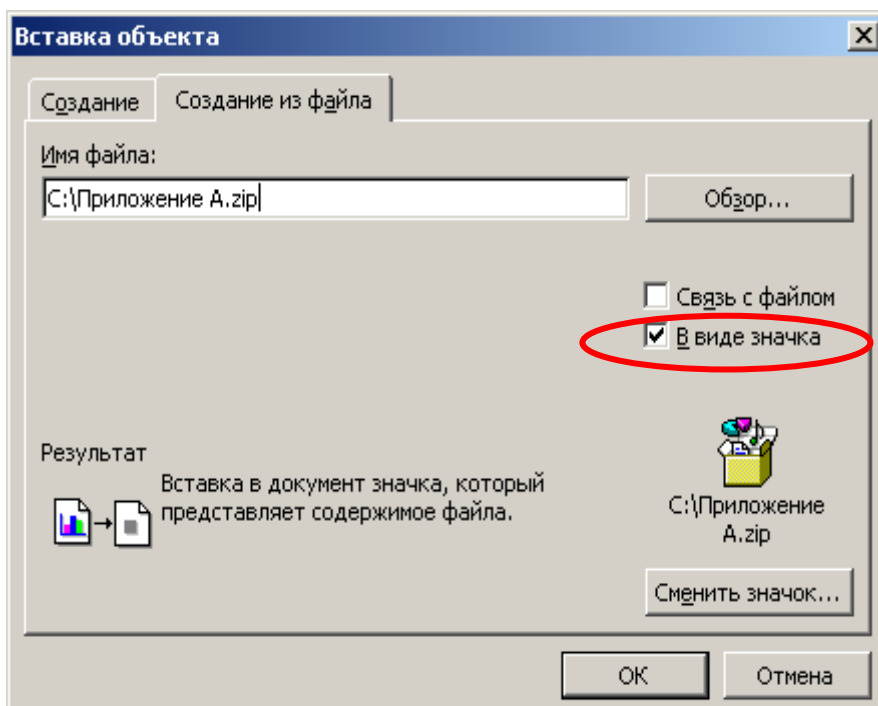 Вставка объекта
Создание
Создание из файла
Имя файла:
C:\Приложение A.zip
Обзор...
Связь с файлом
В виде значка
Результат
Вставка в документ значка, который
представляет содержимое файла.
C:\Приложение
A.zip
Сменить значок...
ОК
Отмена